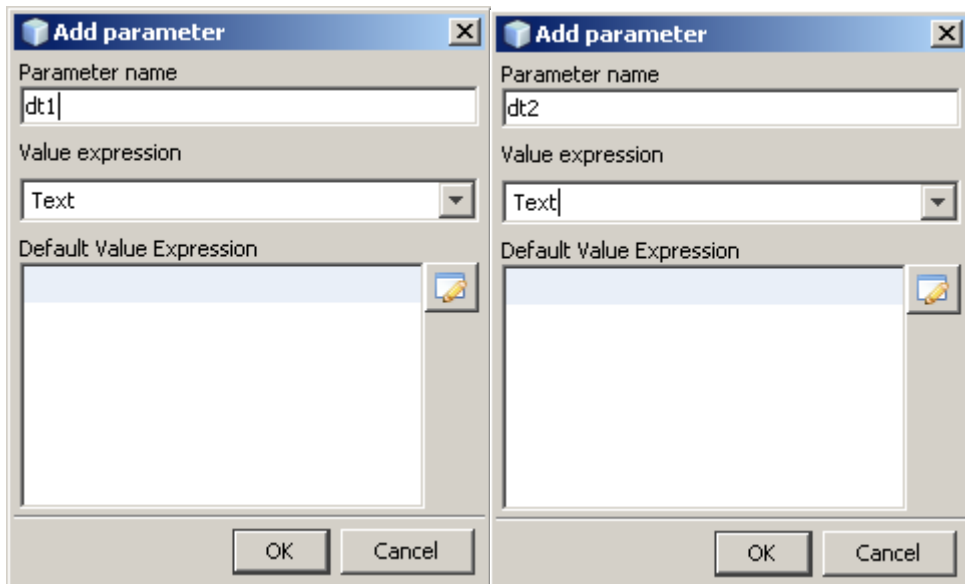 Add parameter
Parameter name
dt1
Value expression
Text
Default Value Expression
OK Cancel
Add parameter
Parameter name
dt2
Value expression
Text
Default Value Expression
OK Cancel